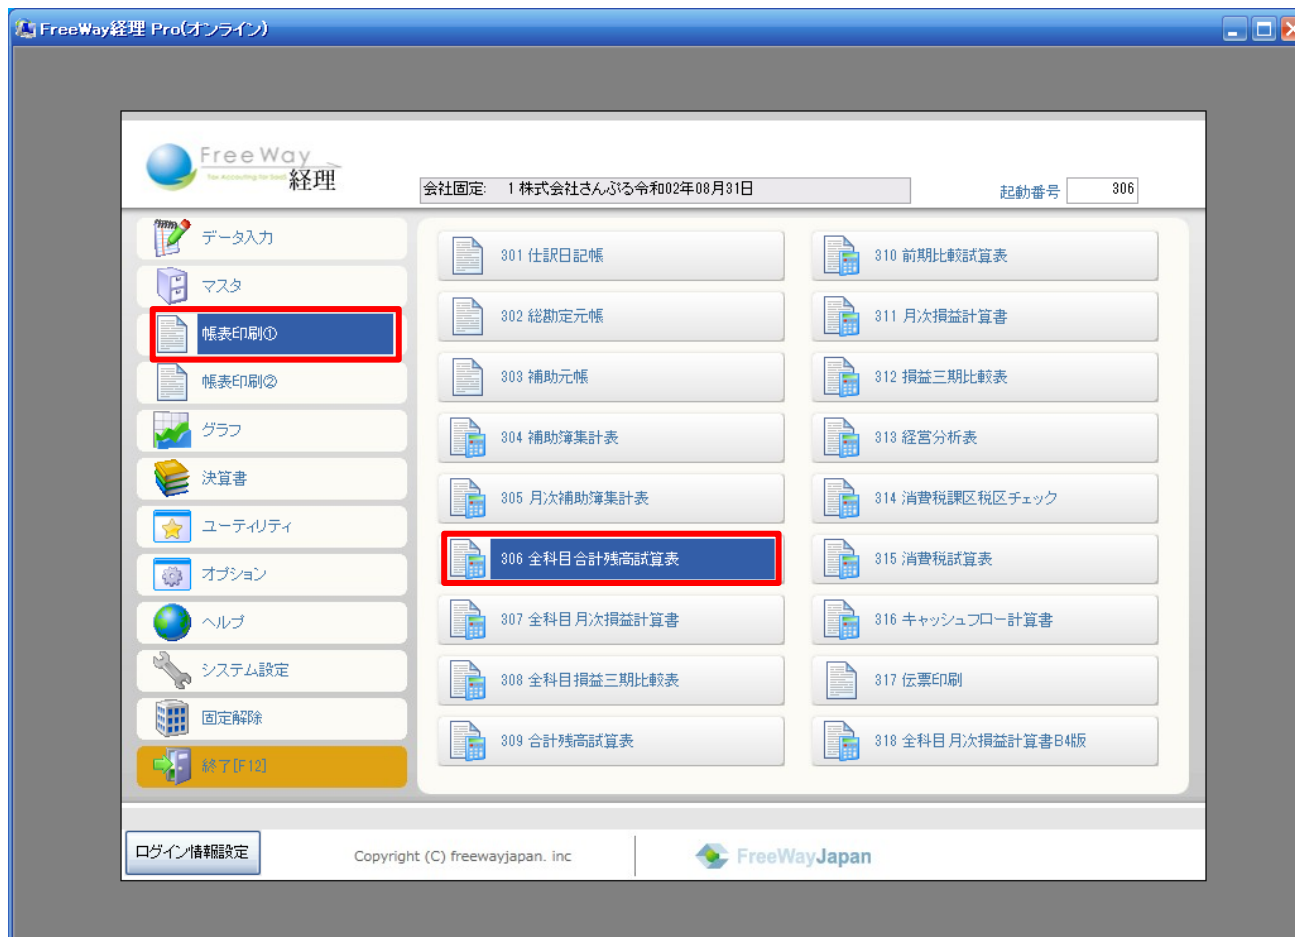 FreeWay経理 Pro(オンライン)
Free Way
Tax Accounting for SaaS
経理
会社固定: 1 株式会社さんぷる令和02年08月31日
起動番号 306
データ入力
マスタ
帳表印刷①
帳表印刷②
グラフ
決算書
ユーティリティ
オプション
ヘルプ
システム設定
固定解除
終了[F12]
301 仕訳日記帳
302 総勘定元帳
303 補助元帳
304 補助簿集計表
305 月次補助簿集計表
306 全科目合計残高試算表
307 全科目月次損益計算書
308 全科目損益三期比較表
309 合計残高試算表
310 前期比較試算表
311 月次損益計算書
312 損益三期比較表
313 経営分析表
314 消費税課区税区チェック
315 消費税試算表
316 キャッシュフロー計算書
317 伝票印刷
318 全科目月次損益計算書B4版
ログイン情報設定
Copyright (C) freewayjapan. inc
FreeWayJapan